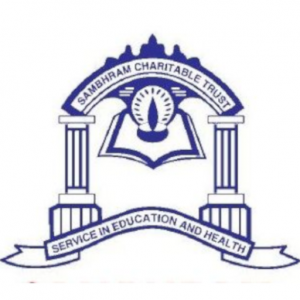 SAMBHRAM CHARITABLE TRUST
SERVICE IN EDUCATION AND HEALTH